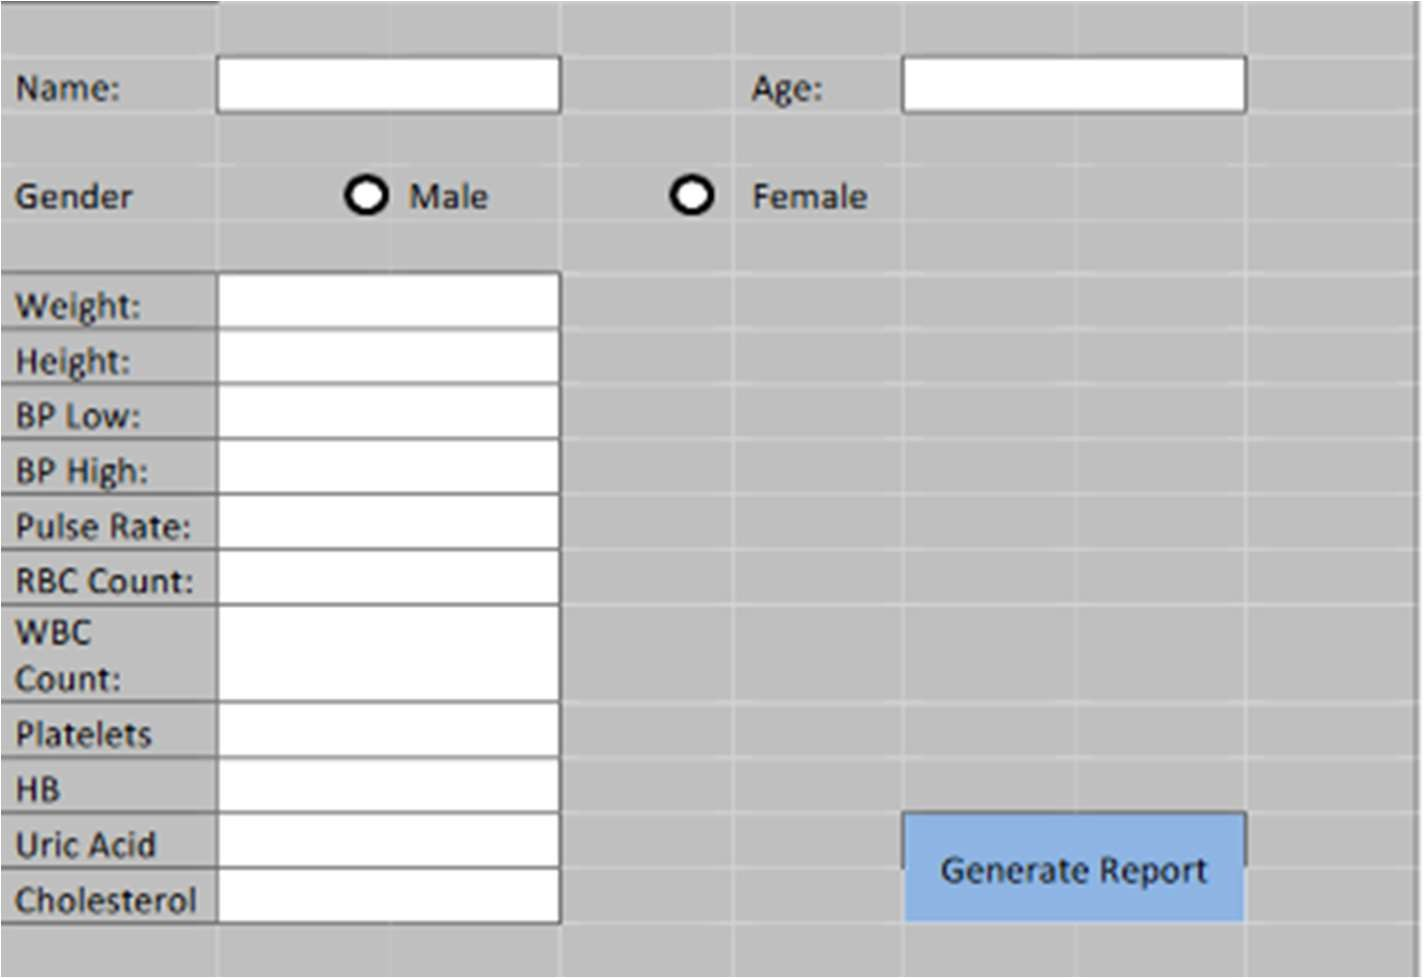 Name: Age:
Gender Male Female
Weight:
Height:
BP Low:
BP High:
Pulse Rate:
RBC Count:
WBC
Count:
Platelets
HB
Uric Acid
Generate Report
Cholesterol